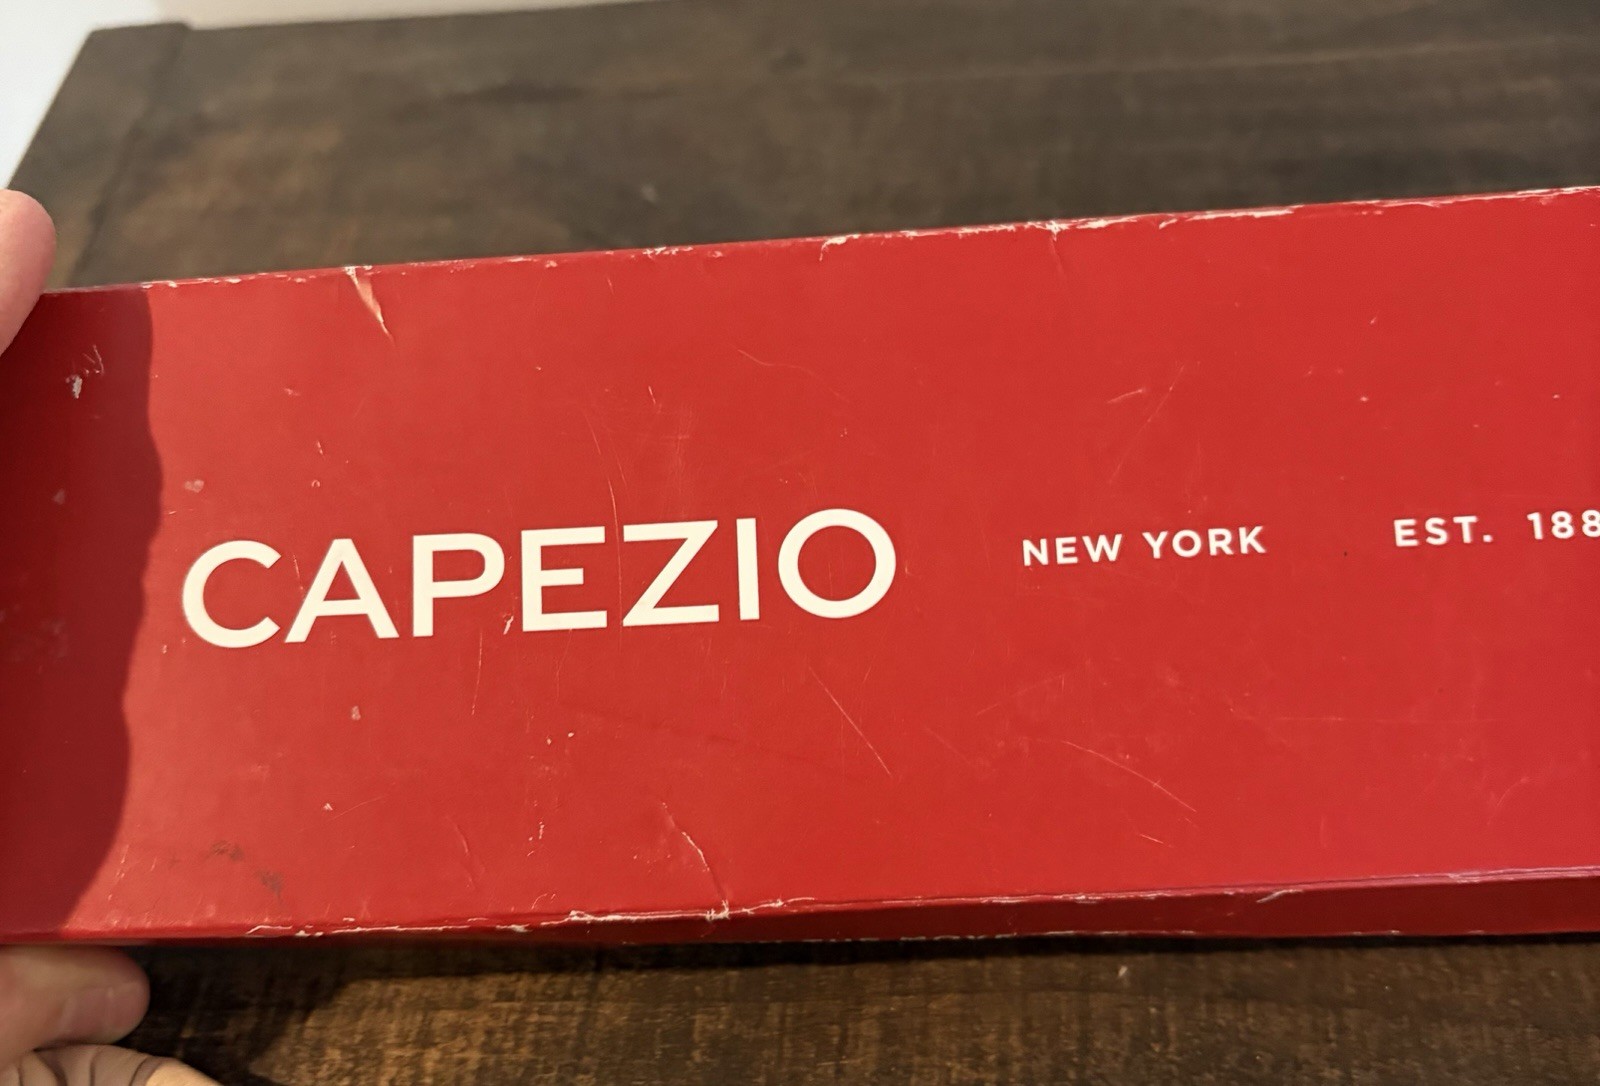 CAPEZIO NEW YORK EST. 188